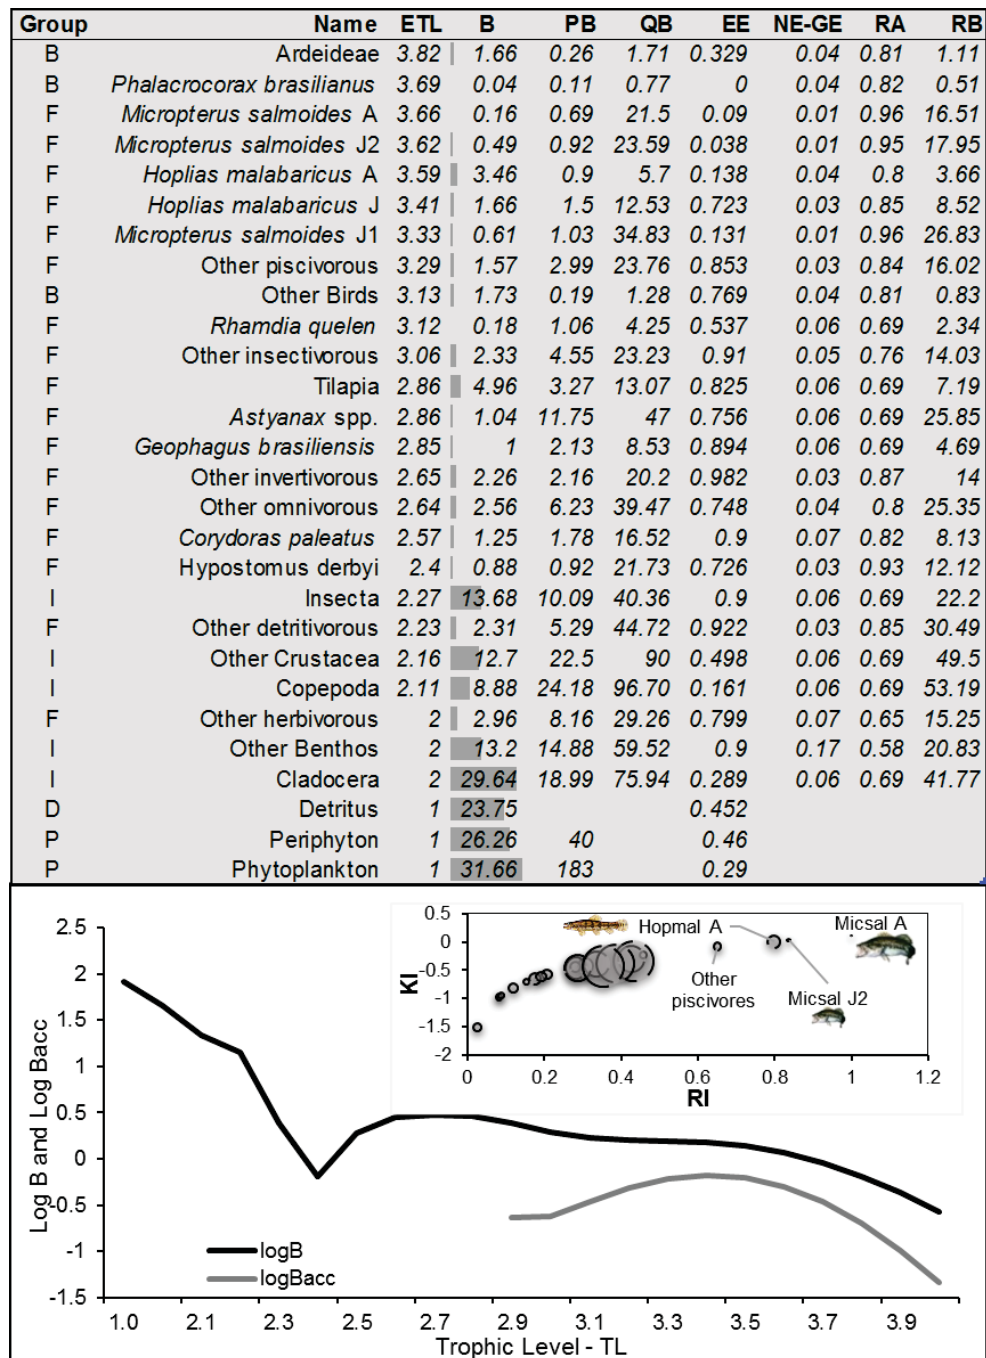 Group Name ETL B PB QB EE NE-GE RA RB
B Ardeideae 3.82 1.66 0.26 1.71 0.329 0.04 0.81 1.11
B Phalacrocorax brasilianus 3.69 0.04 0.11 0.77 0 0.04 0.82 0.51
F Micropterus salmoides A 3.66 0.16 0.69 21.5 0.09 0.01 0.96 16.51
F Micropterus salmoides J2 3.62 0.49 0.92 23.59 0.038 0.01 0.95 17.95
F Hoplias malabaricus A 3.59 3.46 0.9 5.7 0.138 0.04 0.8 3.66
F Hoplias malabaricus J 3.41 1.66 1.5 12.53 0.723 0.03 0.85 8.52
F Micropterus salmoides J1 3.33 0.61 1.03 34.83 0.131 0.01 0.96 26.83
F Other piscivorous 3.29 1.57 2.99 23.76 0.853 0.03 0.84 16.02
B Other Birds 3.13 1.73 0.19 1.28 0.769 0.04 0.81 0.83
F Rhamdia quelen 3.12 0.18 1.06 4.25 0.537 0.06 0.69 2.34
F Other insectivorous 3.06 2.33 4.55 23.23 0.91 0.05 0.76 14.03
F Tilapia 2.86 4.96 3.27 13.07 0.825 0.06 0.69 7.19
F Astyanax spp. 2.86 1.04 11.75 47 0.756 0.06 0.69 25.85
F Geophagus brasiliensis 2.85 1 2.13 8.53 0.894 0.06 0.69 4.69
F Other invertivorous 2.65 2.26 2.16 20.2 0.982 0.03 0.87 14
F Other omnivorous 2.64 2.56 6.23 39.47 0.748 0.04 0.8 25.35
F Corydoras paleatus 2.57 1.25 1.78 16.52 0.9 0.07 0.82 8.13
F Hypostomus derbyi 2.4 0.88 0.92 21.73 0.726 0.03 0.93 12.12
I Insecta 2.27 13.68 10.09 40.36 0.9 0.06 0.69 22.2
F Other detritivorous 2.23 2.31 5.29 44.72 0.922 0.03 0.85 30.49
I Other Crustacea 2.16 12.7 22.5 90 0.498 0.06 0.69 49.5
I Copepoda 2.11 8.88 24.18 96.70 0.161 0.06 0.69 53.19
F Other herbivorous 2 2.96 8.16 29.26 0.799 0.07 0.65 15.25
I Other Benthos 2 13.2 14.88 59.52 0.9 0.17 0.58 20.83
I Cladocera 2 29.64 18.99 75.94 0.289 0.06 0.69 41.77
D Detritus 1 23.75 0.452
P Periphyton 1 26.26 40 0.46
P Phytoplankton 1 31.66 183 0.29
Log B and Log Bacc
2.5
2
1.5
1
0.5
0
-0.5
-1
-1.5
KI
0.5
0
-0.5
-1
-1.5
-2
Hopmal A
Micsal A
Other
piscivores
Micsal J2
0 0.2 0.4 0.6 0.8 1 1.2
RI
logB
logBacc
1.0 2.1 2.3 2.5 2.7 2.9 3.1 3.3 3.5 3.7 3.9
Trophic Level - TL